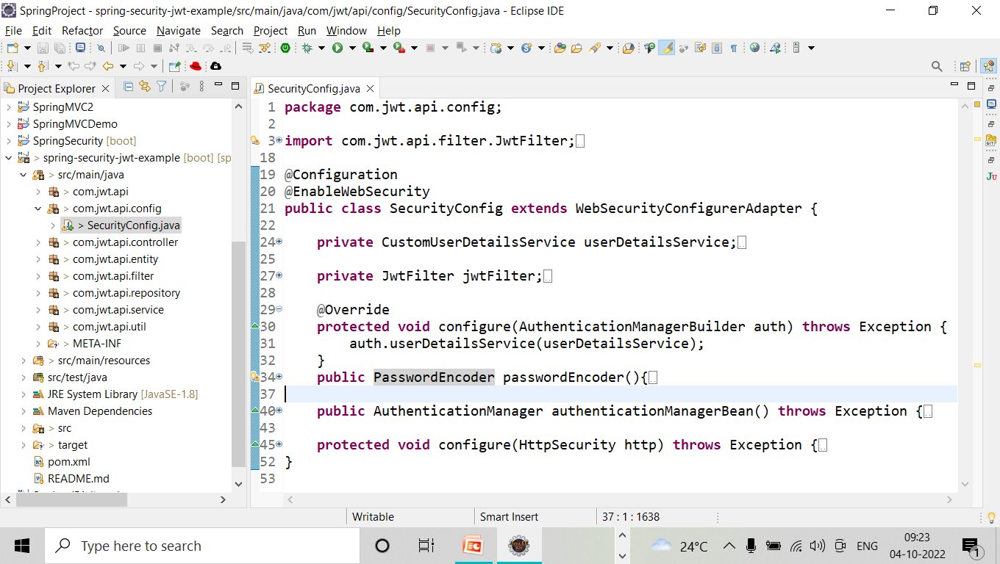 SpringProject - spring-security-jwt-example/src/main/java/com/jwt/api/config/SecurityConfig.java - Eclipse IDE
File Edit Refactor Source Navigate Search Project Run Window Help
Project Explorer
SpringMVC2
SpringMVCDemo
SpringSecurity [boot]
> spring-security-jwt-example [boot] [sp
> src/main/java
> com.jwt.api
> com.jwt.api.config
> SecurityConfig.java
> com.jwt.api.controller
> com.jwt.api.entity
> com.jwt.api.filter
> com.jwt.api.repository
> com.jwt.api.service
> com.jwt.api.util
> META-INF
> src/main/resources
src/test/java
JRE System Library [JavaSE-1.8]
Maven Dependencies
> src
> target
pom.xml
README.md
SecurityConfig.java
1 package com.jwt.api.config;
2
3 import com.jwt.api.filter.JwtFilter;
18
19 @Configuration
20 @EnableWebSecurity
21 public class SecurityConfig extends WebSecurityConfigurerAdapter {
22
24 private CustomUserDetailsService userDetailsService;
25
27 private JwtFilter jwtFilter;
28
29 @Override
30 protected void configure(AuthenticationManagerBuilder auth) throws Exception {
31 auth.userDetailsService(userDetailsService);
32 }
34 public PasswordEncoder passwordEncoder(){
37
40 public AuthenticationManager authenticationManagerBean() throws Exception {
43
45 protected void configure(HttpSecurity http) throws Exception {
52 }
53
Writable Smart Insert 37 : 1 : 1638
Type here to search
24°C
ENG
09:23
04-10-2022
1